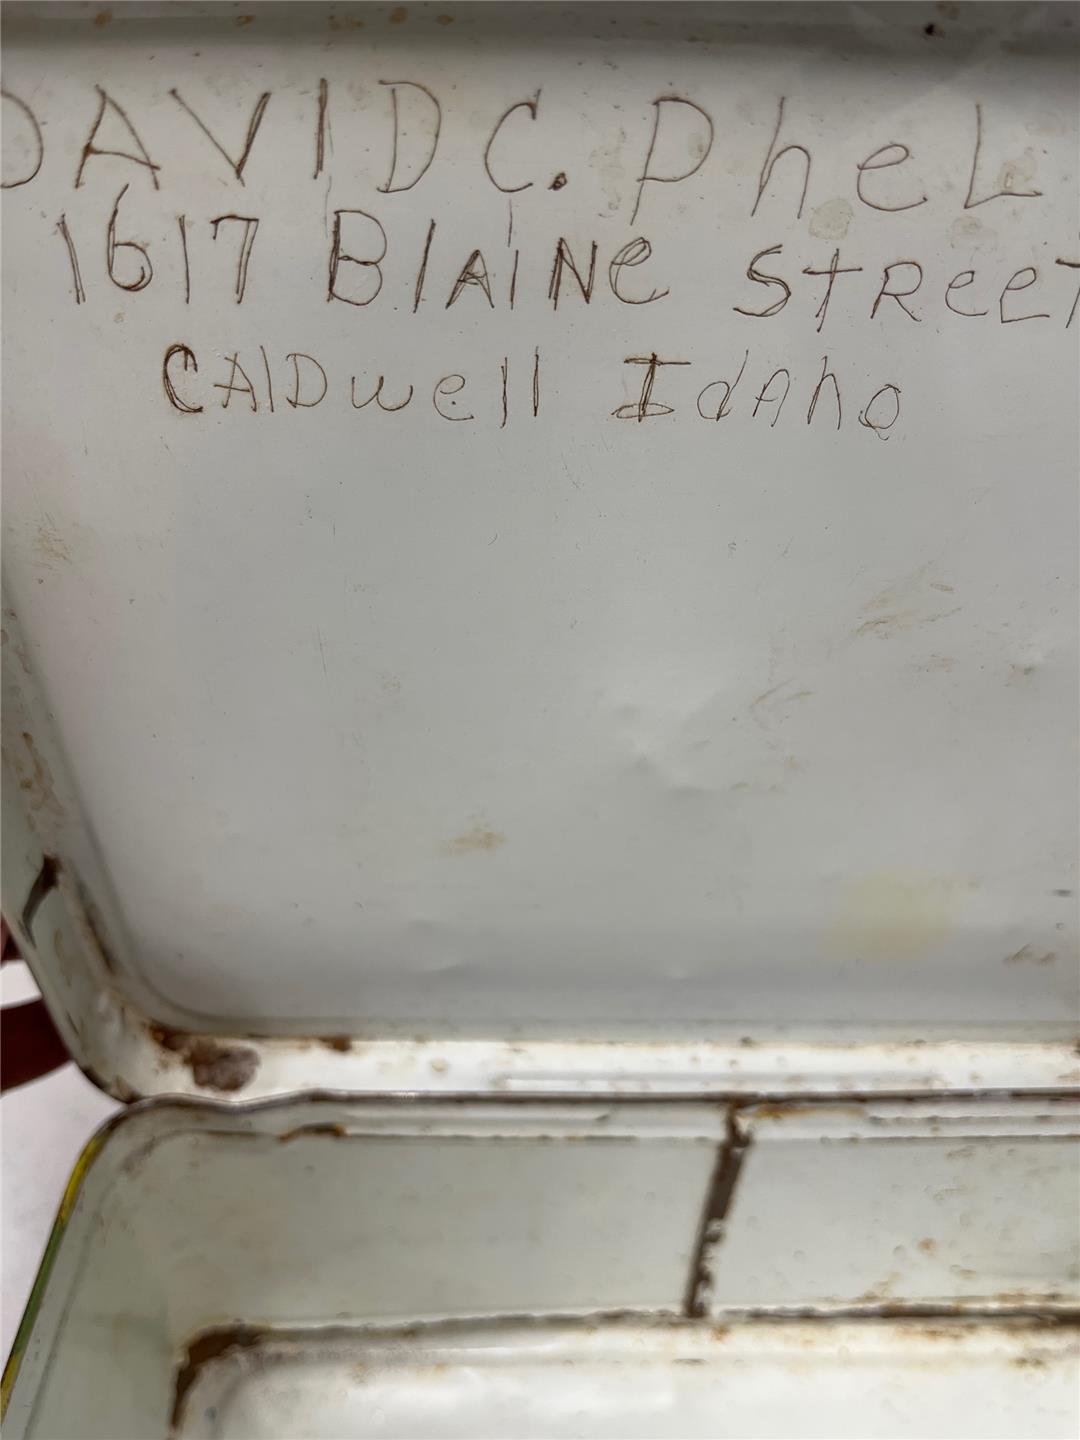 DAVID C. PheL
1617 BlAiNe STReeT
CAlDwell IdAho